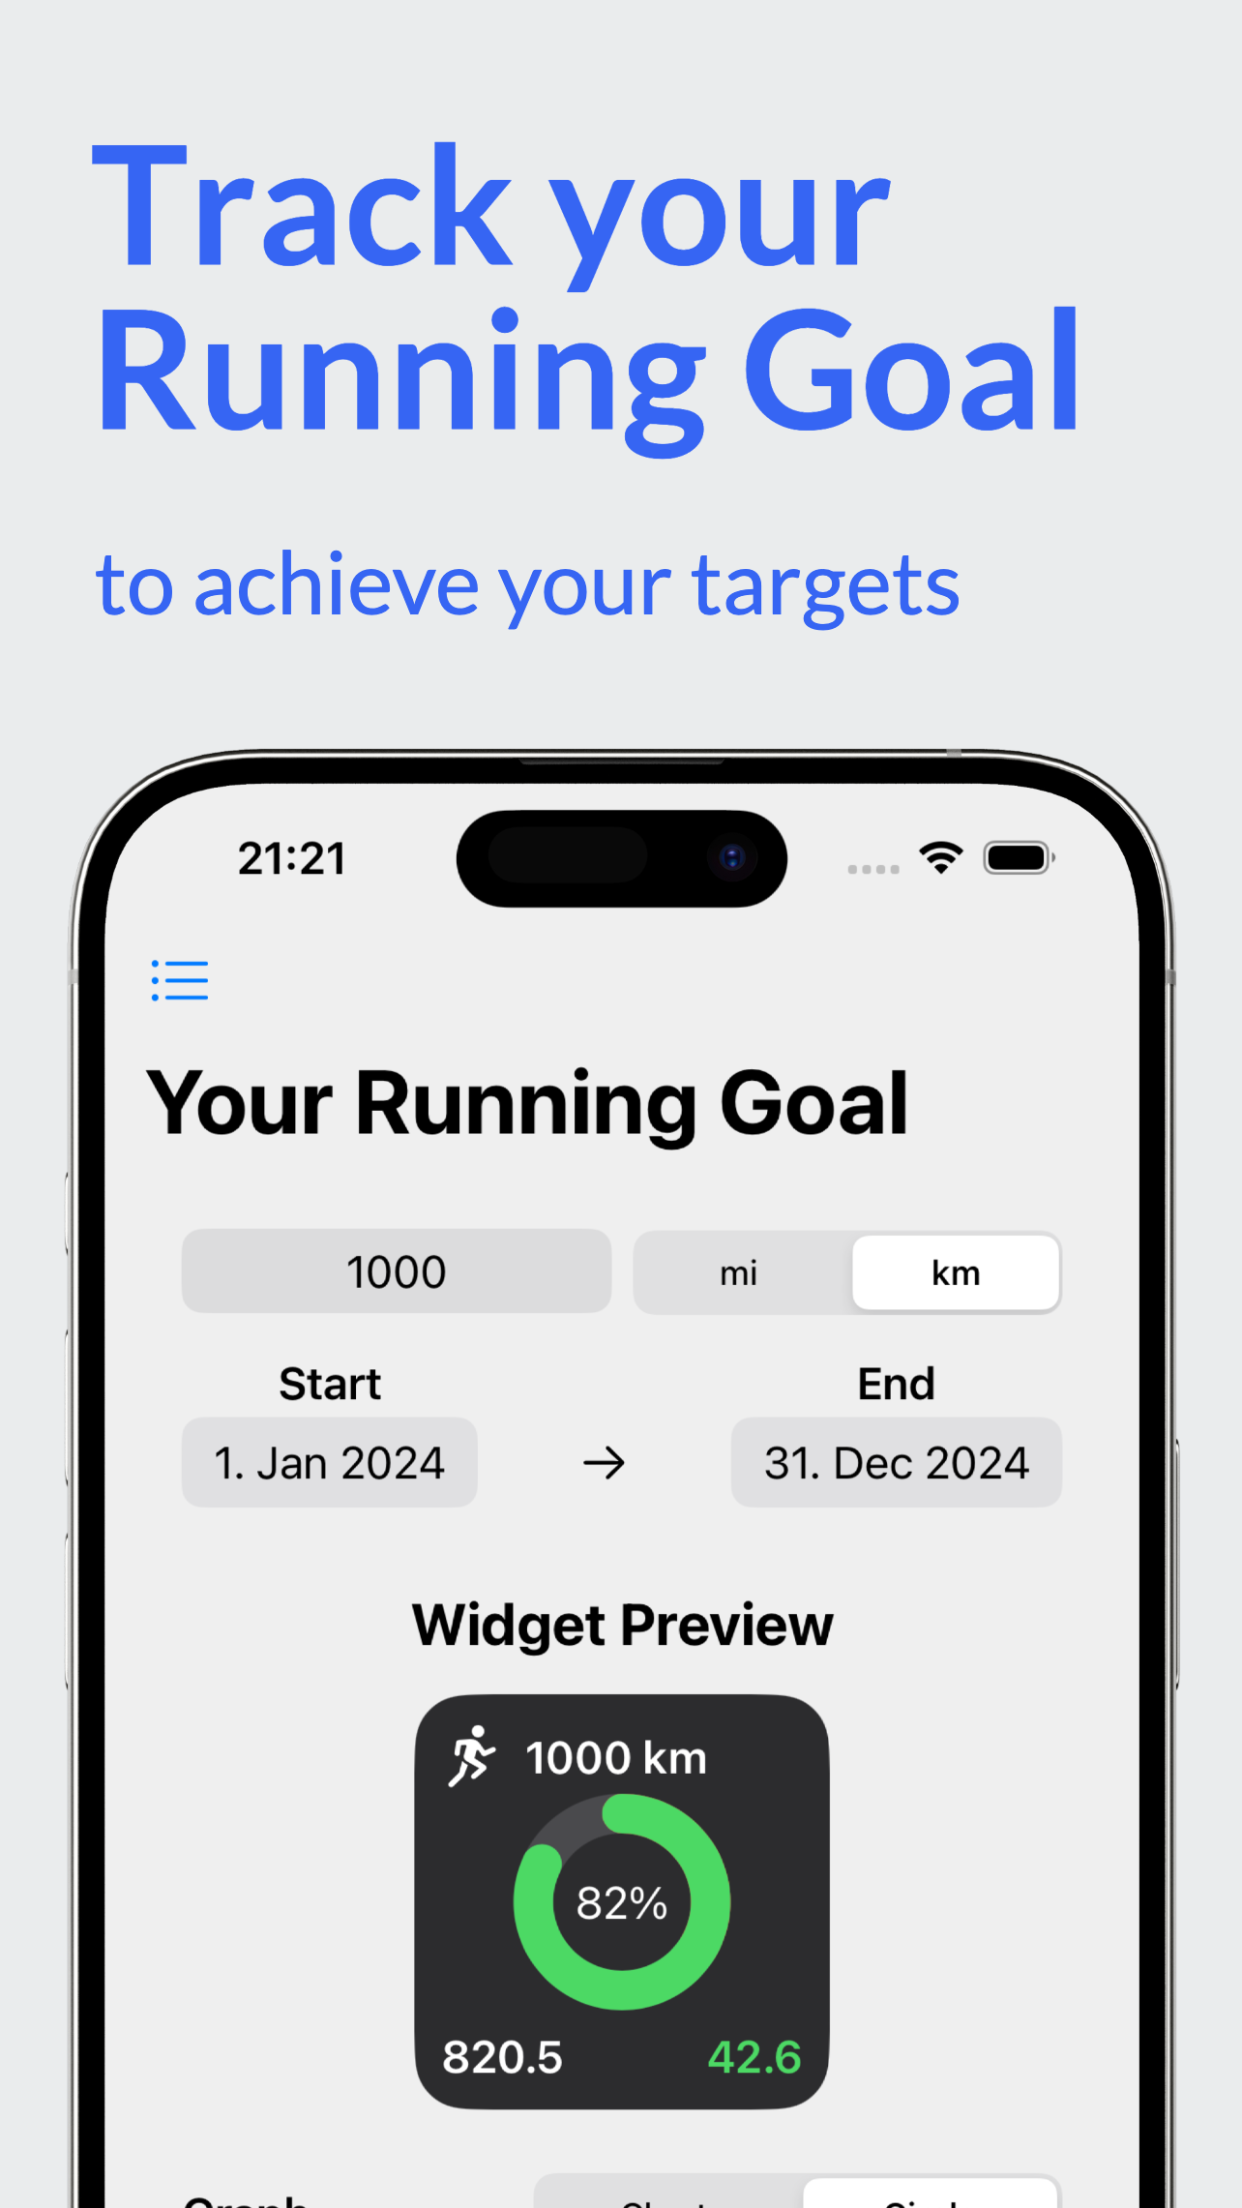 Track your
Running Goal
to achieve your targets
21:21
Your Running Goal
1000 mi km
Start End
1. Jan 2024 → 31. Dec 2024
Widget Preview
1000 km
82%
820.5 42.6